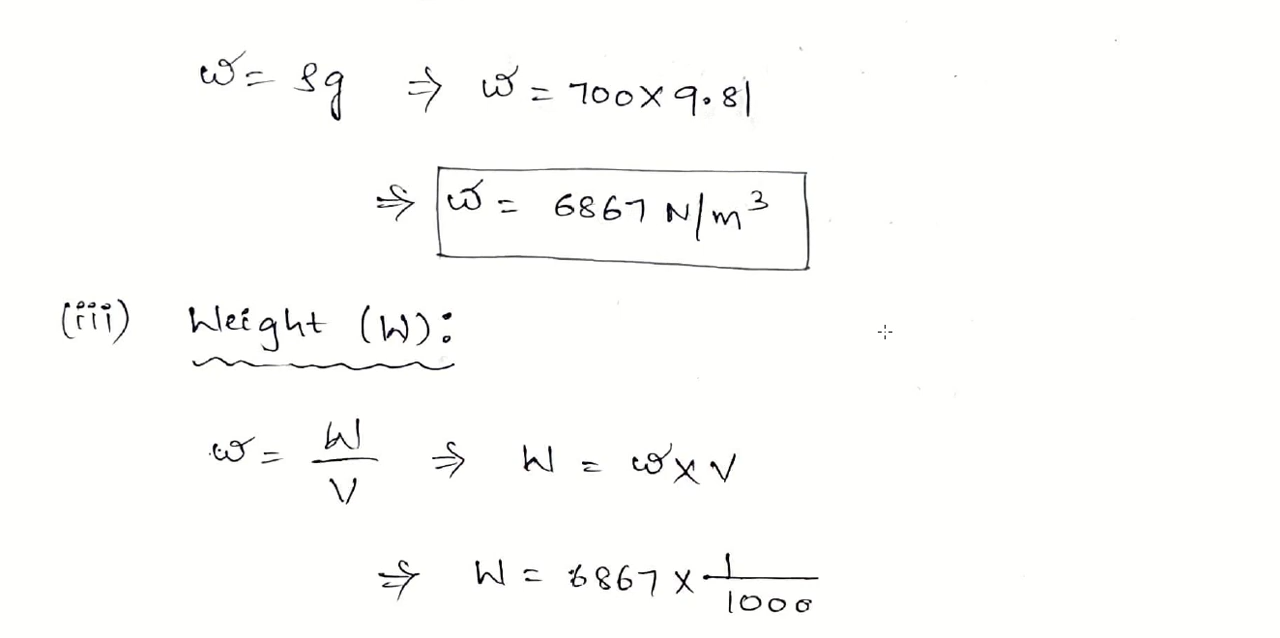 w = ρg ⇒ w = 700 × 9.81
⇒ w = 6867 N/m³
(iii) Weight (W):
w = W/V ⇒ W = w × V
⇒ W = 6867 × 1/1000